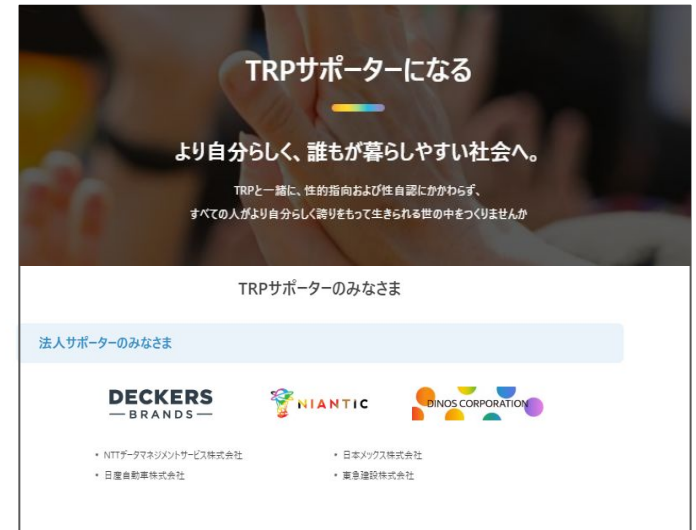 TRPサポーターになる
より自分らしく、誰もが暮らしやすい社会へ。
TRPと一緒に、性的指向および性自認にかかわらず、
すべての人がより自分らしく誇りをもって生きられる世の中をつくりませんか
TRPサポーターのみなさま
法人サポーターのみなさま
DECKERS
BRANDS
NIANTIC
DINOS CORPORATION
• NTTデータマネジメントサービス株式会社
• 日本メックス株式会社
• 日産自動車株式会社
• 東急建設株式会社